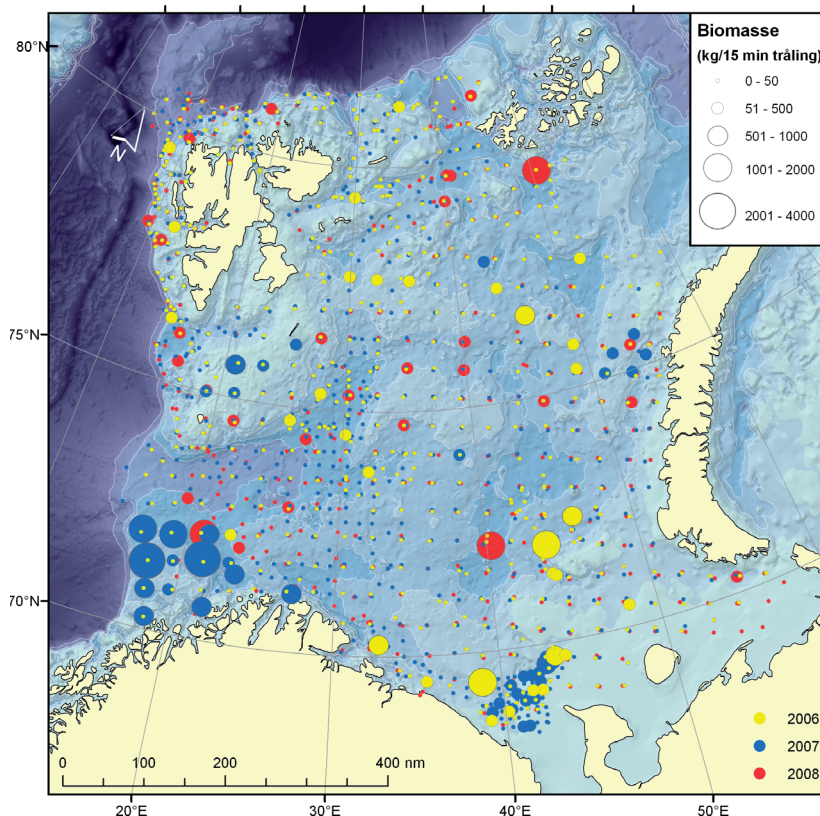 80°N
75°N
70°N
N
Biomasse
(kg/15 min tråling)
0 - 50
51 - 500
501 - 1000
1001 - 2000
2001 - 4000
2006
2007
2008
0 100 200 400 nm
20°E 30°E 40°E 50°E